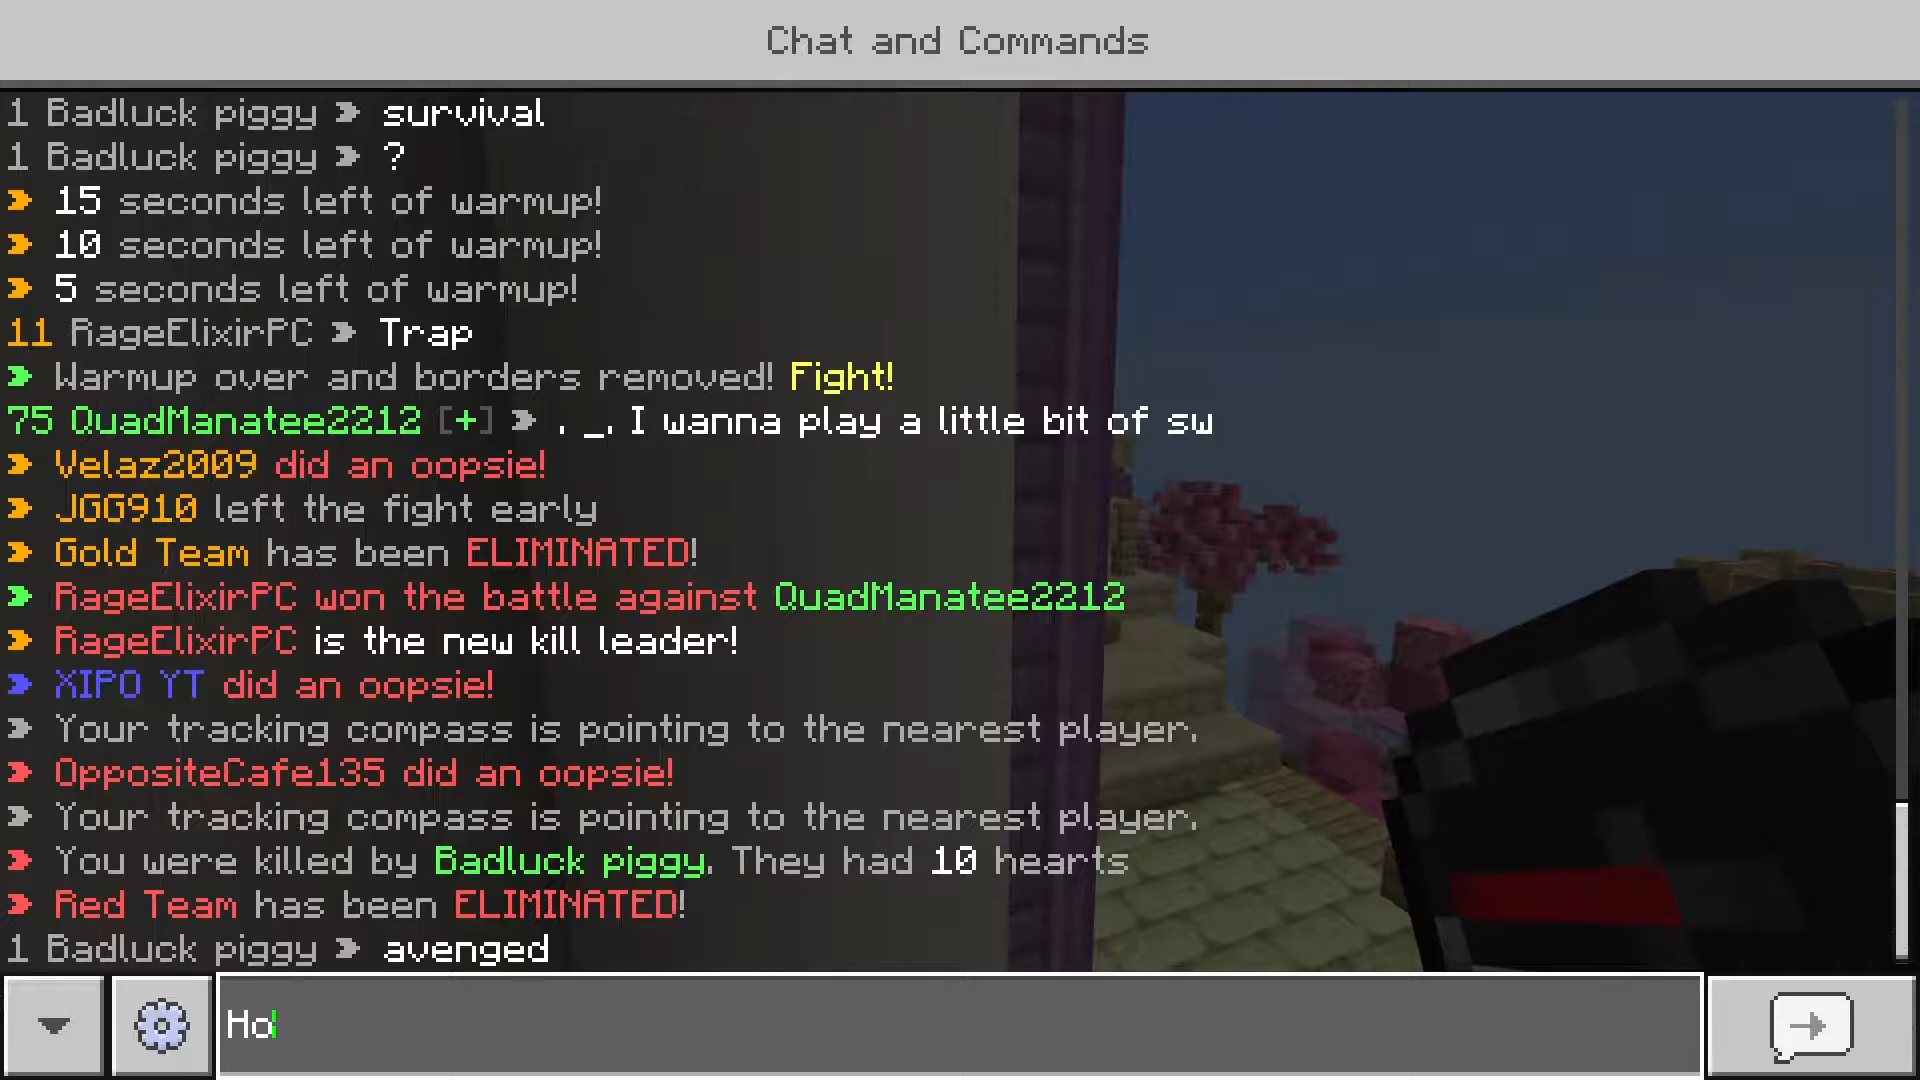 Chat and Commands
1 Badluck piggy » survival
1 Badluck piggy » ?
» 15 seconds left of warmup!
» 10 seconds left of warmup!
» 5 seconds left of warmup!
11 RageElixirPC » Trap
» Warmup over and borders removed! Fight!
75 QuadManatee2212 [+] » . _. I wanna play a little bit of sw
» Velaz2009 did an oopsie!
» JGG910 left the fight early
» Gold Team has been ELIMINATED!
» RageElixirPC won the battle against QuadManatee2212
» RageElixirPC is the new kill leader!
» XIPO YT did an oopsie!
» Your tracking compass is pointing to the nearest player.
» OppositeCafe135 did an oopsie!
» Your tracking compass is pointing to the nearest player.
» You were killed by Badluck piggy. They had 10 hearts
» Red Team has been ELIMINATED!
1 Badluck piggy » avenged
Ho